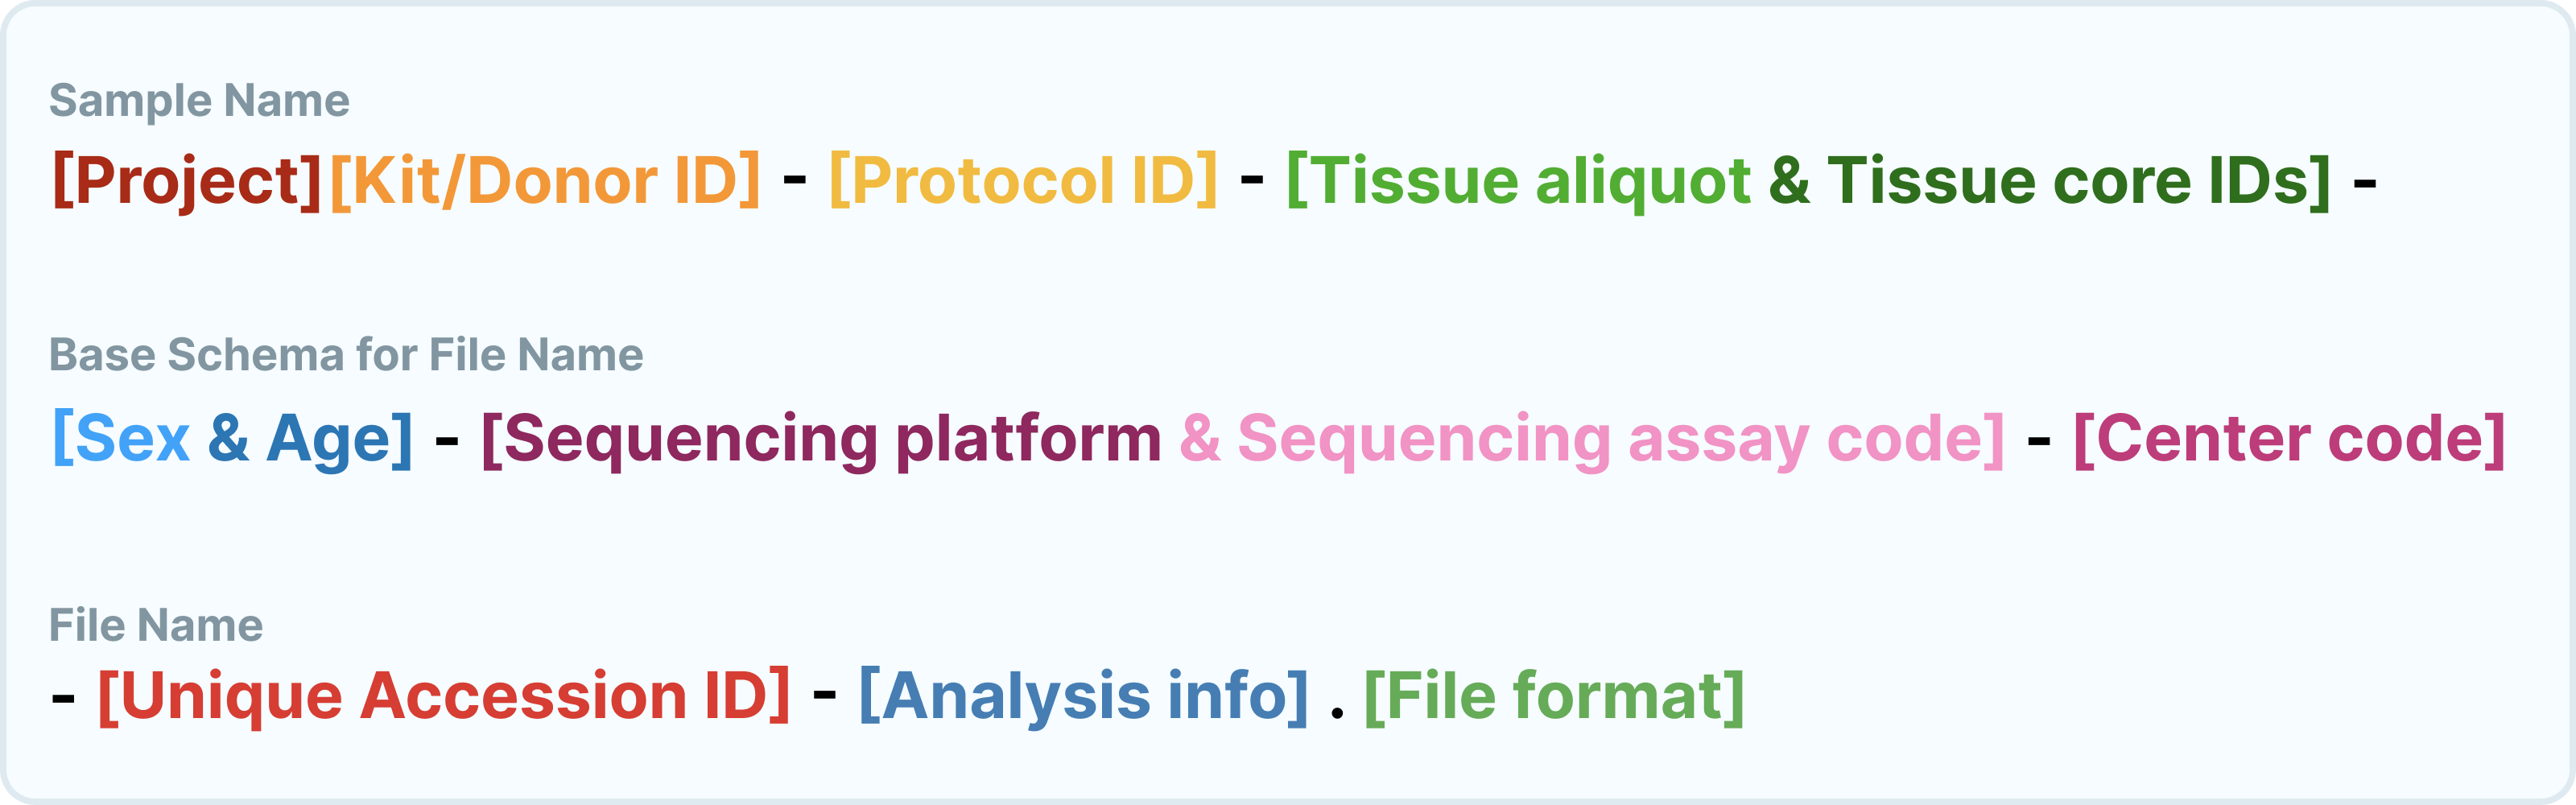 Sample Name
[Project][Kit/Donor ID] - [Protocol ID] - [Tissue aliquot & Tissue core IDs] -
Base Schema for File Name
[Sex & Age] - [Sequencing platform & Sequencing assay code] - [Center code]
File Name
- [Unique Accession ID] - [Analysis info] . [File format]